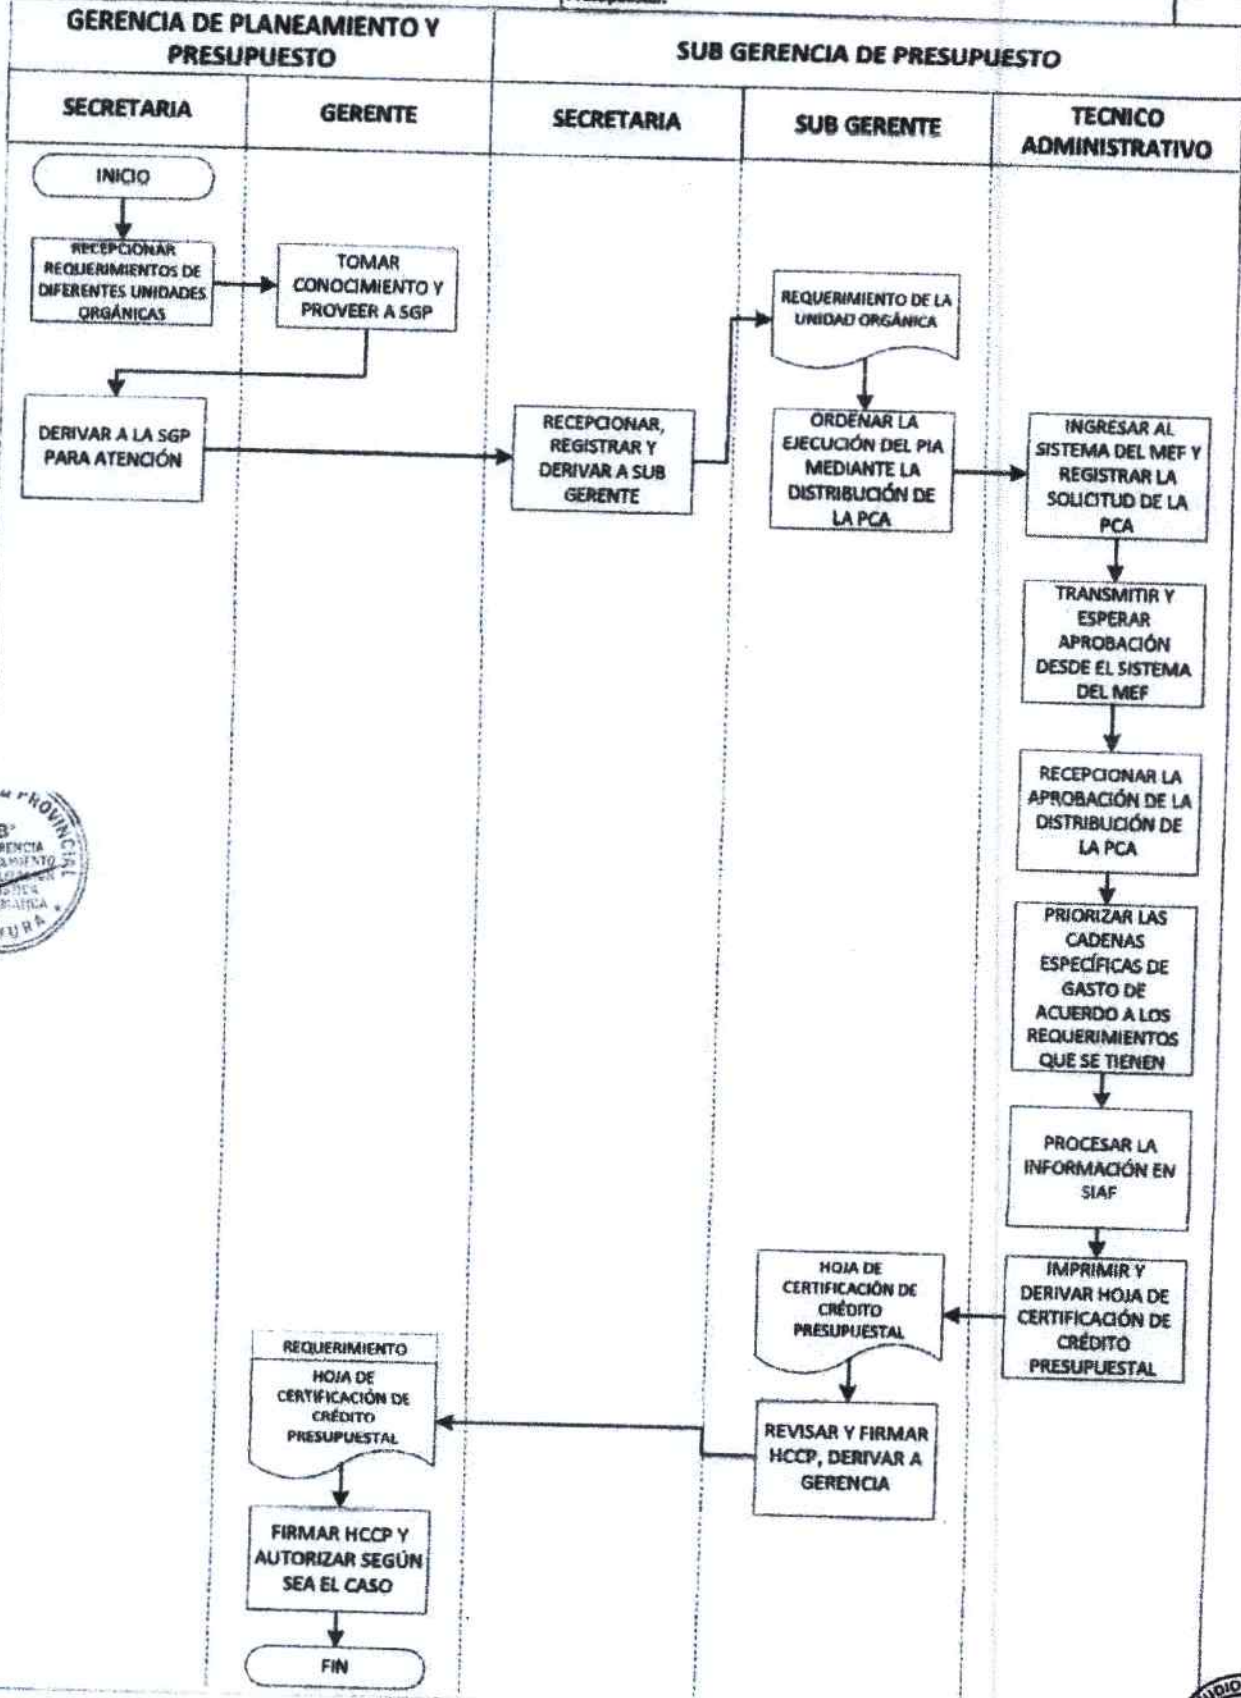 GERENCIA DE PLANEAMIENTO Y
PRESUPUESTO
SUB GERENCIA DE PRESUPUESTO
SECRETARIA
GERENTE
SECRETARIA
SUB GERENTE
TECNICO
ADMINISTRATIVO
INICIO
RECEPCIONAR
REQUERIMIENTOS DE
DIFERENTES UNIDADES
ORGÁNICAS
TOMAR
CONOCIMIENTO Y
PROVEER A SGP
DERIVAR A LA SGP
PARA ATENCIÓN
RECEPCIONAR,
REGISTRAR Y
DERIVAR A SUB
GERENTE
REQUERIMIENTO DE LA
UNIDAD ORGÁNICA
ORDENAR LA
EJECUCIÓN DEL PIA
MEDIANTE LA
DISTRIBUCIÓN DE
LA PCA
INGRESAR AL
SISTEMA DEL MEF Y
REGISTRAR LA
SOLICITUD DE LA
PCA
TRANSMITIR Y
ESPERAR
APROBACIÓN
DESDE EL SISTEMA
DEL MEF
RECEPCIONAR LA
APROBACIÓN DE LA
DISTRIBUCIÓN DE
LA PCA
PRIORIZAR LAS
CADENAS
ESPECÍFICAS DE
GASTO DE
ACUERDO A LOS
REQUERIMIENTOS
QUE SE TIENEN
PROCESAR LA
INFORMACIÓN EN
SIAF
IMPRIMIR Y
DERIVAR HOJA DE
CERTIFICACIÓN DE
CRÉDITO
PRESUPUESTAL
HOJA DE
CERTIFICACIÓN DE
CRÉDITO
PRESUPUESTAL
REVISAR Y FIRMAR
HCCP, DERIVAR A
GERENCIA
REQUERIMIENTO
HOJA DE
CERTIFICACIÓN DE
CRÉDITO
PRESUPUESTAL
FIRMAR HCCP Y
AUTORIZAR SEGÚN
SEA EL CASO
FIN
PROVINCIAL